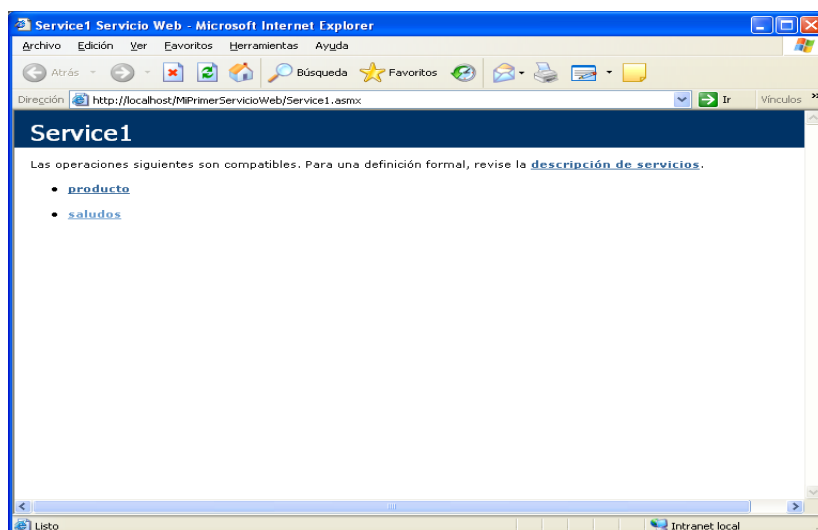 Service1 Servicio Web - Microsoft Internet Explorer
Archivo Edición Ver Favoritos Herramientas Ayuda
Atrás Búsqueda Favoritos
Dirección http://localhost/MiPrimerServicioWeb/Service1.asmx Ir Vínculos »
Service1
Las operaciones siguientes son compatibles. Para una definición formal, revise la descripción de servicios.
• producto
• saludos
Listo Intranet local